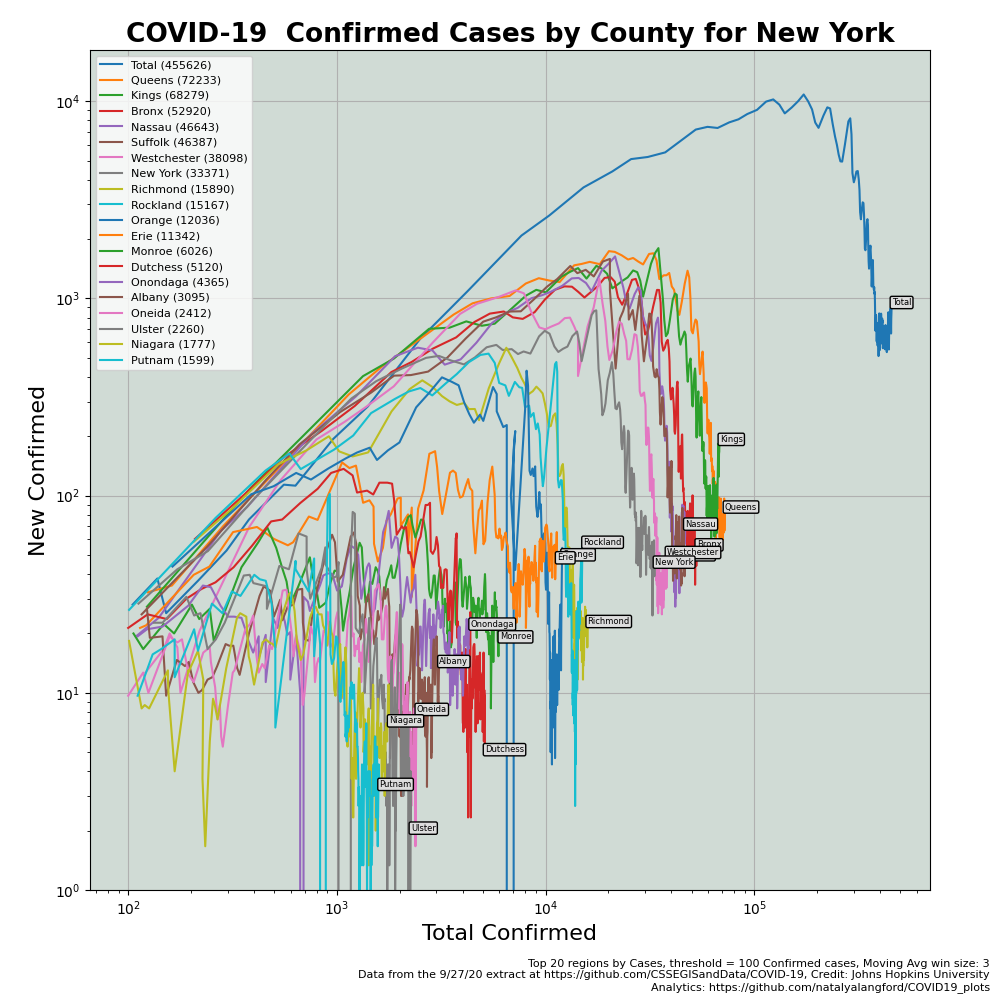 COVID-19  Confirmed Cases by County for New York
Total (455626)
Queens (72233)
Kings (68279)
Bronx (52920)
Nassau (46643)
Suffolk (46387)
Westchester (38098)
New York (33371)
Richmond (15890)
Rockland (15167)
Orange (12036)
Erie (11342)
Monroe (6026)
Dutchess (5120)
Onondaga (4365)
Albany (3095)
Oneida (2412)
Ulster (2260)
Niagara (1777)
Putnam (1599)
10⁴
10³
10²
10¹
10⁰
New Confirmed
Total
Kings
Queens
Nassau
Bronx
Westchester
New York
Rockland
Orange
Erie
Richmond
Onondaga
Monroe
Albany
Oneida
Niagara
Dutchess
Putnam
Ulster
10² 10³ 10⁴ 10⁵
Total Confirmed
Top 20 regions by Cases, threshold = 100 Confirmed cases, Moving Avg win size: 3
Data from the 9/27/20 extract at https://github.com/CSSEGISandData/COVID-19, Credit: Johns Hopkins University
Analytics: https://github.com/natalyalangford/COVID19_plots